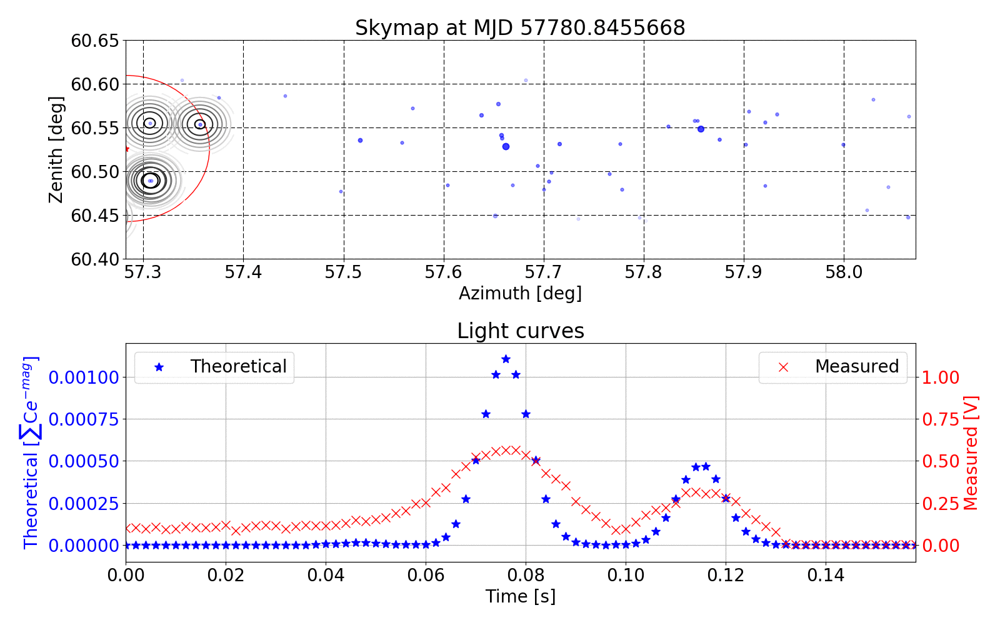 Skymap at MJD 57780.8455668
60.65
60.60
60.55
60.50
60.45
60.40
Zenith [deg]
57.3 57.4 57.5 57.6 57.7 57.8 57.9 58.0
Azimuth [deg]
Light curves
Theoretical
Measured
0.00100
0.00075
0.00050
0.00025
0.00000
Theoretical [∑Ce^{−mag}]
1.00
0.75
0.50
0.25
0.00
Measured [V]
0.00 0.02 0.04 0.06 0.08 0.10 0.12 0.14
Time [s]